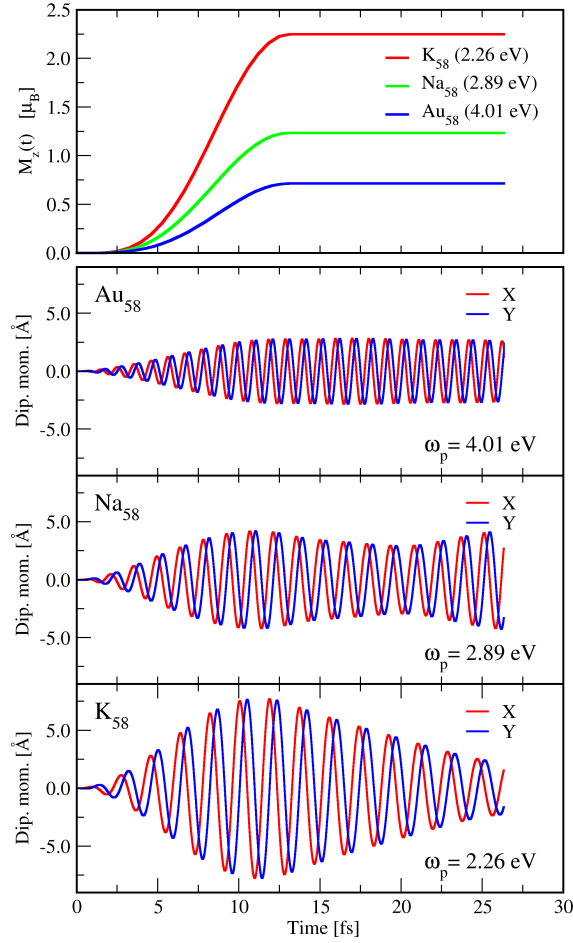 2.5
2.0
1.5
1.0
0.5
0.0
M_z(t) [μ_B]
K_58 (2.26 eV)
Na_58 (2.89 eV)
Au_58 (4.01 eV)
Au_58
X
Y
5.0
0.0
-5.0
Dip. mom. [Å]
ω_p= 4.01 eV
Na_58
X
Y
5.0
0.0
-5.0
Dip. mom. [Å]
ω_p= 2.89 eV
K_58
X
Y
5.0
0.0
-5.0
Dip. mom. [Å]
ω_p= 2.26 eV
0 5 10 15 20 25 30
Time [fs]